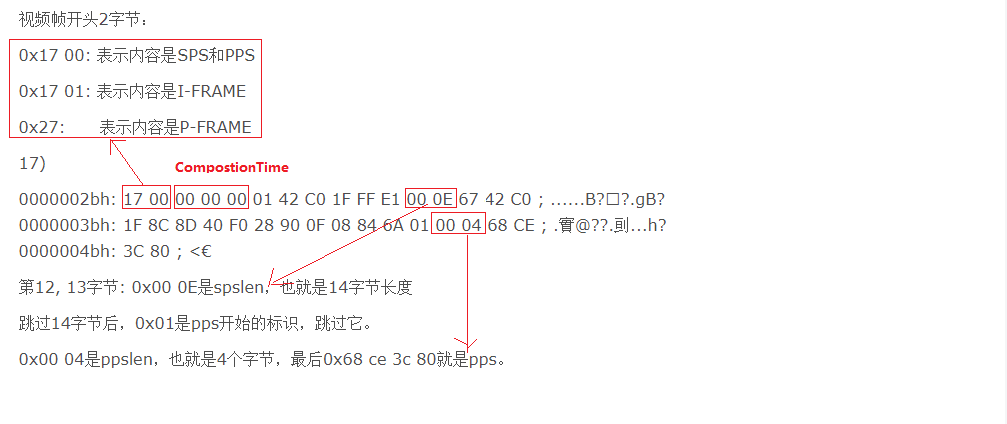 视频帧开头2字节：
0x17 00: 表示内容是SPS和PPS
0x17 01: 表示内容是I-FRAME
0x27: 表示内容是P-FRAME
17)
CompostionTime
0000002bh: 17 00 00 00 00 01 42 C0 1F FF E1 00 0E 67 42 C0 ; ......B?□?.gB?
0000003bh: 1F 8C 8D 40 F0 28 90 0F 08 84 6A 01 00 04 68 CE ; .實@??.剅...h?
0000004bh: 3C 80 ; <€
第12, 13字节: 0x00 0E是spslen，也就是14字节长度
跳过14字节后，0x01是pps开始的标识，跳过它。
0x00 04是ppslen，也就是4个字节，最后0x68 ce 3c 80就是pps。